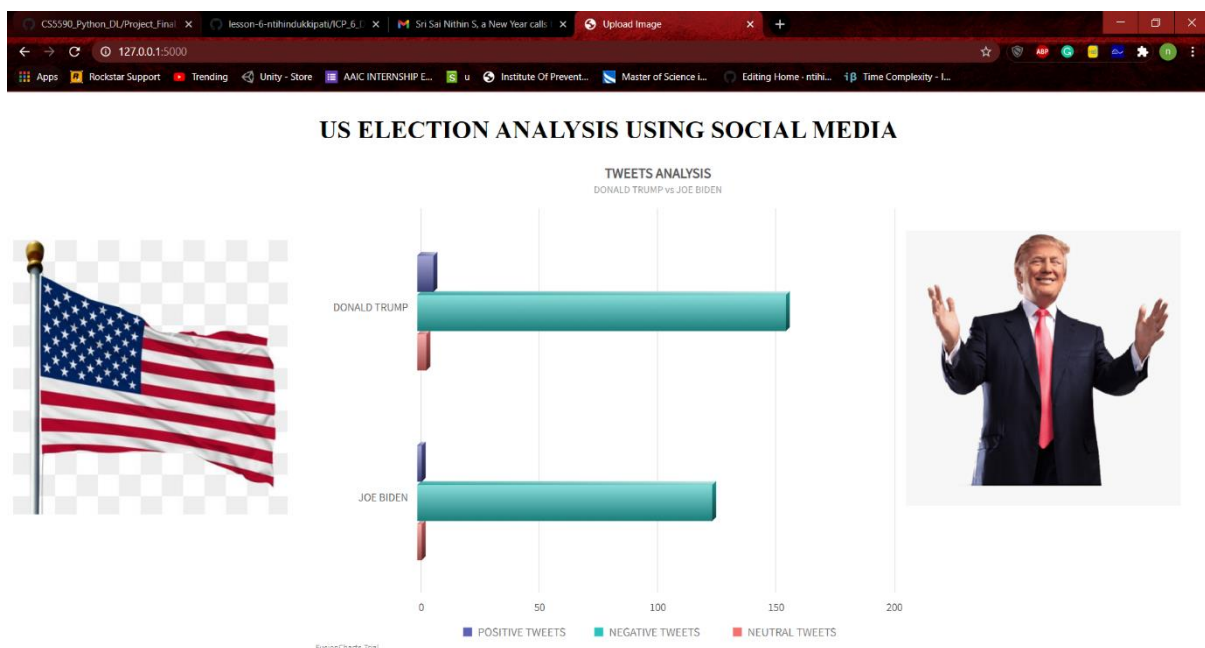 CS5590_Python_DL/Project_Final
lesson-6-ntihindukkipati/ICP_6_
Sri Sai Nithin S, a New Year calls
Upload Image
127.0.0.1:5000
Apps
Rockstar Support
Trending
Unity - Store
AAIC INTERNSHIP E...
u
Institute Of Prevent...
Master of Science i...
Editing Home · ntihi...
Time Complexity - I...
US ELECTION ANALYSIS USING SOCIAL MEDIA
TWEETS ANALYSIS
DONALD TRUMP vs JOE BIDEN
DONALD TRUMP
JOE BIDEN
0 50 100 150 200
POSITIVE TWEETS NEGATIVE TWEETS NEUTRAL TWEETS
FusionCharts Trial